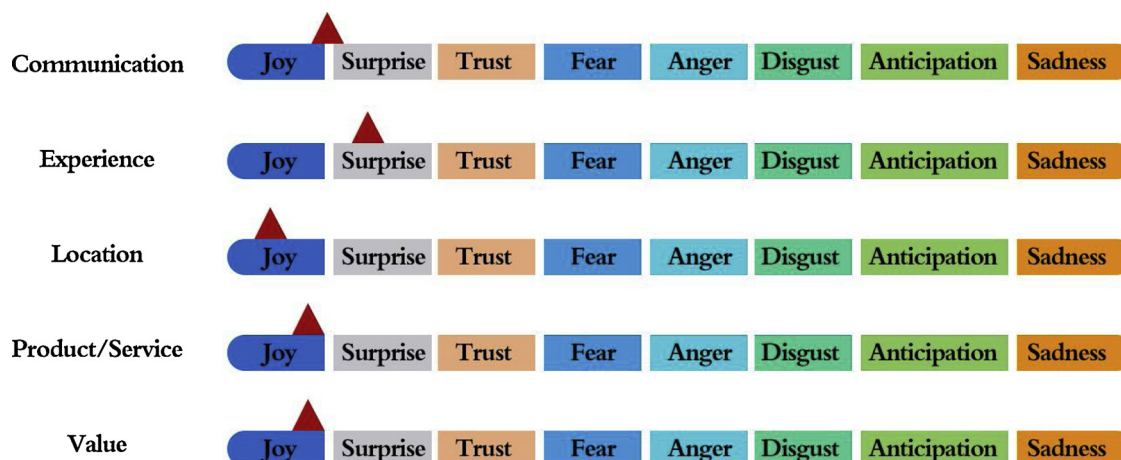 Communication Joy Surprise Trust Fear Anger Disgust Anticipation Sadness
Experience Joy Surprise Trust Fear Anger Disgust Anticipation Sadness
Location Joy Surprise Trust Fear Anger Disgust Anticipation Sadness
Product/Service Joy Surprise Trust Fear Anger Disgust Anticipation Sadness
Value Joy Surprise Trust Fear Anger Disgust Anticipation Sadness